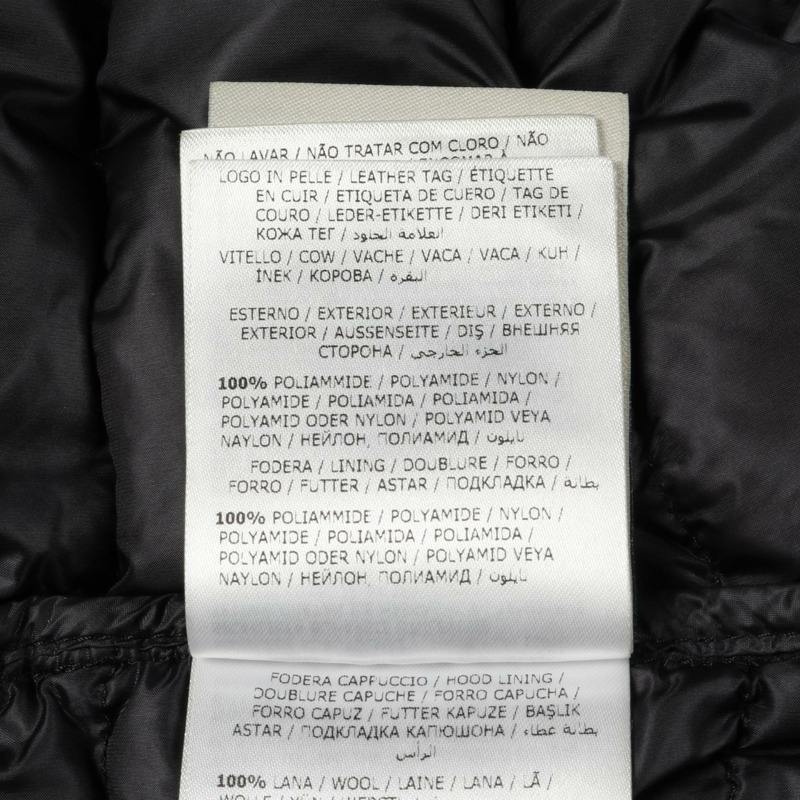 NÃO LAVAR / NÃO TRATAR COM CLORO / NÃO
LOGO IN PELLE / LEATHER TAG / ÉTIQUETTE
EN CUIR / ETIQUETA DE CUERO / TAG DE
COURO / LEDER-ETIKETTE / DERI ETIKETI /
КОЖА ТЕГ / العلامة الجلود
VITELLO / COW / VACHE / VACA / VACA / KUH /
İNEK / КОРОВА / البقرة
ESTERNO / EXTERIOR / EXTERIEUR / EXTERNO /
EXTERIOR / AUSSENSEITE / DIŞ / ВНЕШНЯЯ
СТОРОНА / الجزء الخارجي
100% POLIAMMIDE / POLYAMIDE / NYLON /
POLYAMIDE / POLIAMIDA / POLIAMIDA /
POLYAMID ODER NYLON / POLYAMID VEYA
NAYLON / НЕЙЛОН, ПОЛИАМИД / نايلون
FODERA / LINING / DOUBLURE / FORRO /
FORRO / FUTTER / ASTAR / ПОДКЛАДКА / بطانة
100% POLIAMMIDE / POLYAMIDE / NYLON /
POLYAMIDE / POLIAMIDA / POLIAMIDA /
POLYAMID ODER NYLON / POLYAMID VEYA
NAYLON / НЕЙЛОН, ПОЛИАМИД / نايلون
FODERA CAPPUCCIO / HOOD LINING /
DOUBLURE CAPUCHE / FORRO CAPUCHA /
FORRO CAPUZ / FUTTER KAPUZE / BAŞLIK
ASTAR / ПОДКЛАДКА КАПЮШОНА / بطانة غطاء
الرأس
100% LANA / WOOL / LAINE / LANA / LÃ /
WOLLE / YÜN /